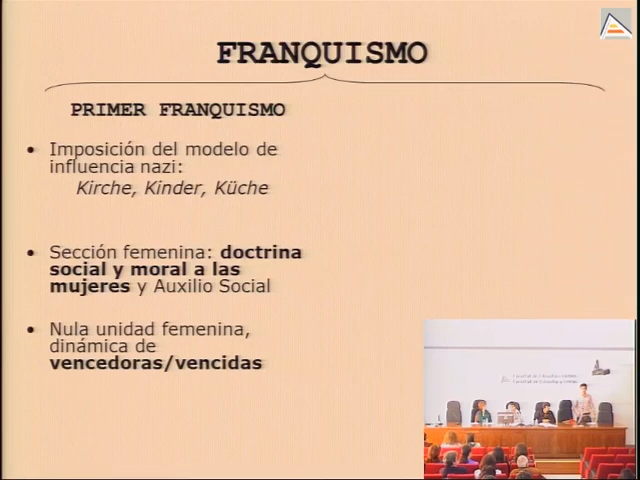 FRANQUISMO
PRIMER FRANQUISMO
• Imposición del modelo de
influencia nazi:
Kirche, Kinder, Küche
• Sección femenina: doctrina
social y moral a las
mujeres y Auxilio Social
• Nula unidad femenina,
dinámica de
vencedoras/vencidas